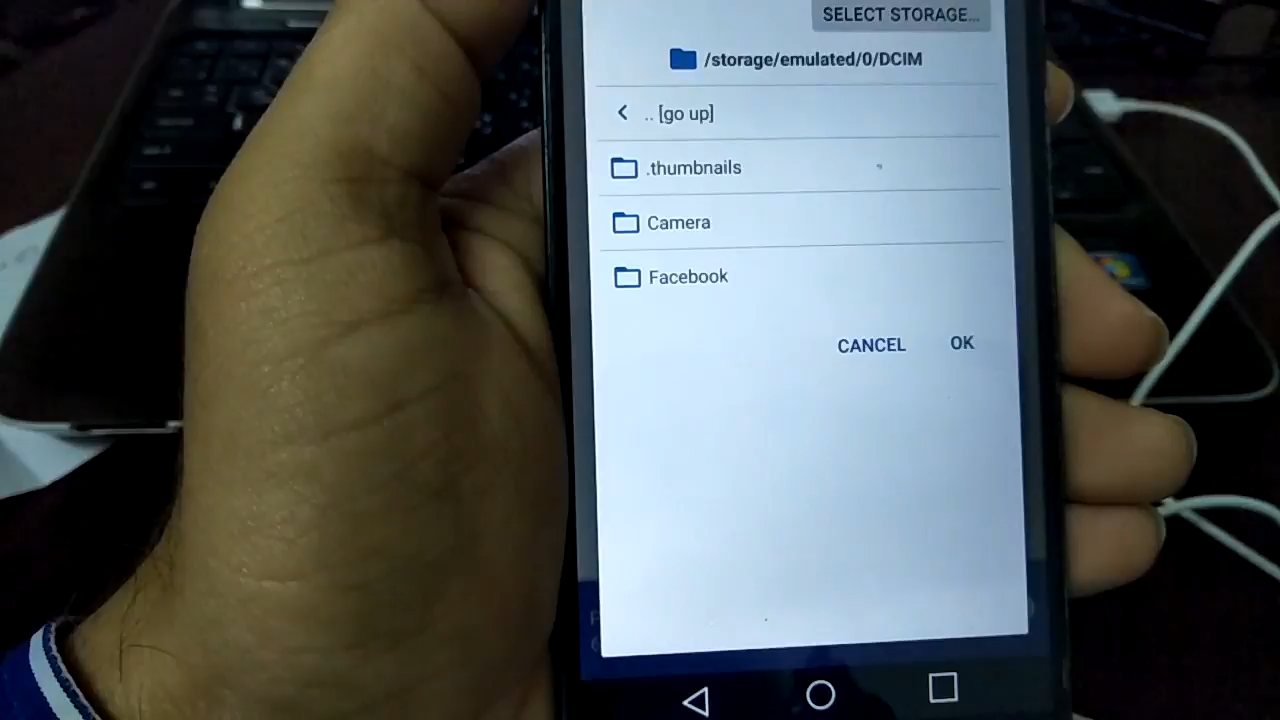 SELECT STORAGE...
/storage/emulated/0/DCIM
.. [go up]
.thumbnails
Camera
Facebook
CANCEL OK